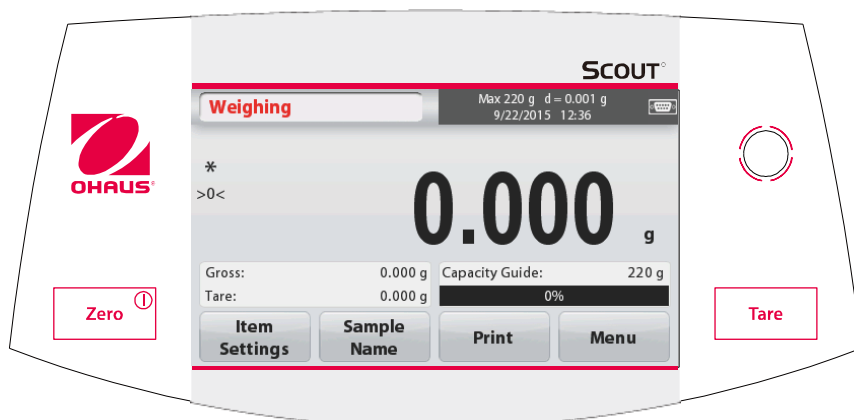 SCOUT
Weighing
Max 220 g d = 0.001 g
9/22/2015 12:36
OHAUS
*
>0<
0.000 g
Gross: 0.000 g
Tare: 0.000 g
Capacity Guide: 220 g
0%
Zero
Tare
Item Settings
Sample Name
Print
Menu